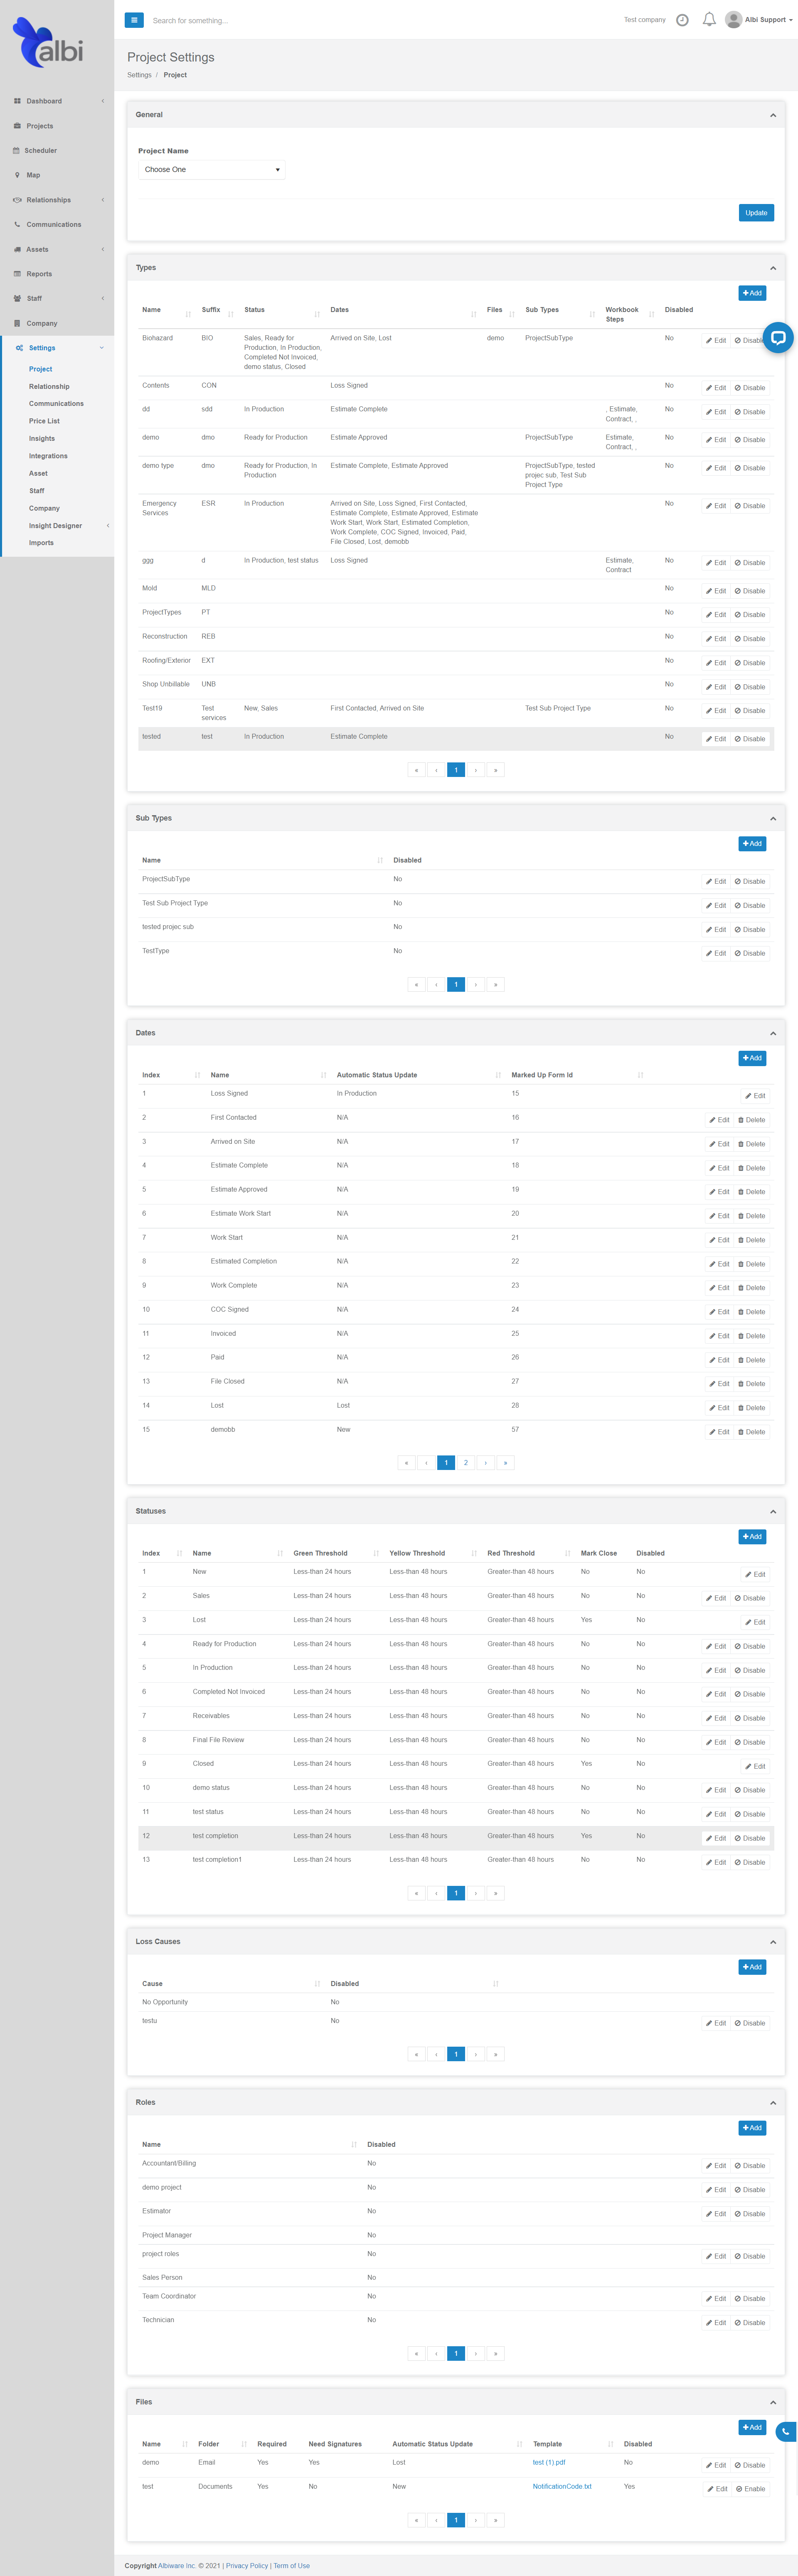 albi
Search for something...
Test company
Albi Support
Dashboard
Projects
Scheduler
Map
Relationships
Communications
Assets
Reports
Staff
Company
Settings
Project
Relationship
Communications
Price List
Insights
Integrations
Asset
Staff
Company
Insight Designer
Imports
Project Settings
Settings / Project
General
Project Name
Choose One
Update
Types
Add
Name Suffix Status Dates Files Sub Types Workbook Steps Disabled
Biohazard BIO Sales, Ready for Production, In Production, Completed Not Invoiced, demo status, Closed Arrived on Site, Lost demo ProjectSubType No Edit
Contents CON Loss Signed No Edit Disable
dd sdd In Production Estimate Complete , Estimate, Contract, , No Edit Disable
demo dmo Ready for Production Estimate Approved ProjectSubType Estimate, Contract, , No Edit Disable
demo type dmo Ready for Production, In Production Estimate Complete, Estimate Approved ProjectSubType, tested projec sub, Test Sub Project Type No Edit Disable
Emergency Services ESR In Production Arrived on Site, Loss Signed, First Contacted, Estimate Complete, Estimate Approved, Estimate Work Start, Work Start, Estimated Completion, Work Complete, COC Signed, Invoiced, Paid, File Closed, Lost, demobb No Edit Disable
ggg d In Production, test status Loss Signed Estimate, Contract No Edit Disable
Mold MLD No Edit Disable
ProjectTypes PT No Edit Disable
Reconstruction REB No Edit Disable
Roofing/Exterior EXT No Edit Disable
Shop Unbillable UNB No Edit Disable
Test19 Test services New, Sales First Contacted, Arrived on Site Test Sub Project Type No Edit Disable
tested test In Production Estimate Complete No Edit Disable
« ‹ 1 › »
Sub Types
Add
Name Disabled
ProjectSubType No Edit Disable
Test Sub Project Type No Edit Disable
tested projec sub No Edit Disable
TestType No Edit Disable
« ‹ 1 › »
Dates
Add
Index Name Automatic Status Update Marked Up Form Id
1 Loss Signed In Production 15 Edit
2 First Contacted N/A 16 Edit Delete
3 Arrived on Site N/A 17 Edit Delete
4 Estimate Complete N/A 18 Edit Delete
5 Estimate Approved N/A 19 Edit Delete
6 Estimate Work Start N/A 20 Edit Delete
7 Work Start N/A 21 Edit Delete
8 Estimated Completion N/A 22 Edit Delete
9 Work Complete N/A 23 Edit Delete
10 COC Signed N/A 24 Edit Delete
11 Invoiced N/A 25 Edit Delete
12 Paid N/A 26 Edit Delete
13 File Closed N/A 27 Edit Delete
14 Lost Lost 28 Edit Delete
15 demobb New 57 Edit Delete
« ‹ 1 2 › »
Statuses
Add
Index Name Green Threshold Yellow Threshold Red Threshold Mark Close Disabled
1 New Less-than 24 hours Less-than 48 hours Greater-than 48 hours No No Edit
2 Sales Less-than 24 hours Less-than 48 hours Greater-than 48 hours No No Edit Disable
3 Lost Less-than 24 hours Less-than 48 hours Greater-than 48 hours Yes No Edit
4 Ready for Production Less-than 24 hours Less-than 48 hours Greater-than 48 hours No No Edit Disable
5 In Production Less-than 24 hours Less-than 48 hours Greater-than 48 hours No No Edit Disable
6 Completed Not Invoiced Less-than 24 hours Less-than 48 hours Greater-than 48 hours No No Edit Disable
7 Receivables Less-than 24 hours Less-than 48 hours Greater-than 48 hours No No Edit Disable
8 Final File Review Less-than 24 hours Less-than 48 hours Greater-than 48 hours No No Edit Disable
9 Closed Less-than 24 hours Less-than 48 hours Greater-than 48 hours Yes No Edit
10 demo status Less-than 24 hours Less-than 48 hours Greater-than 48 hours No No Edit Disable
11 test status Less-than 24 hours Less-than 48 hours Greater-than 48 hours No No Edit Disable
12 test completion Less-than 24 hours Less-than 48 hours Greater-than 48 hours Yes No Edit Disable
13 test completion1 Less-than 24 hours Less-than 48 hours Greater-than 48 hours No No Edit Disable
« ‹ 1 › »
Loss Causes
Add
Cause Disabled
No Opportunity No
testu No Edit Disable
« ‹ 1 › »
Roles
Add
Name Disabled
Accountant/Billing No Edit Disable
demo project No Edit Disable
Estimator No Edit Disable
Project Manager No
project roles No Edit Disable
Sales Person No
Team Coordinator No Edit Disable
Technician No Edit Disable
« ‹ 1 › »
Files
Add
Name Folder Required Need Signatures Automatic Status Update Template Disabled
demo Email Yes Yes Lost test (1).pdf No Edit Disable
test Documents Yes No New NotificationCode.txt Yes Edit Enable
« ‹ 1 › »
Copyright Albiware Inc. © 2021 | Privacy Policy | Term of Use